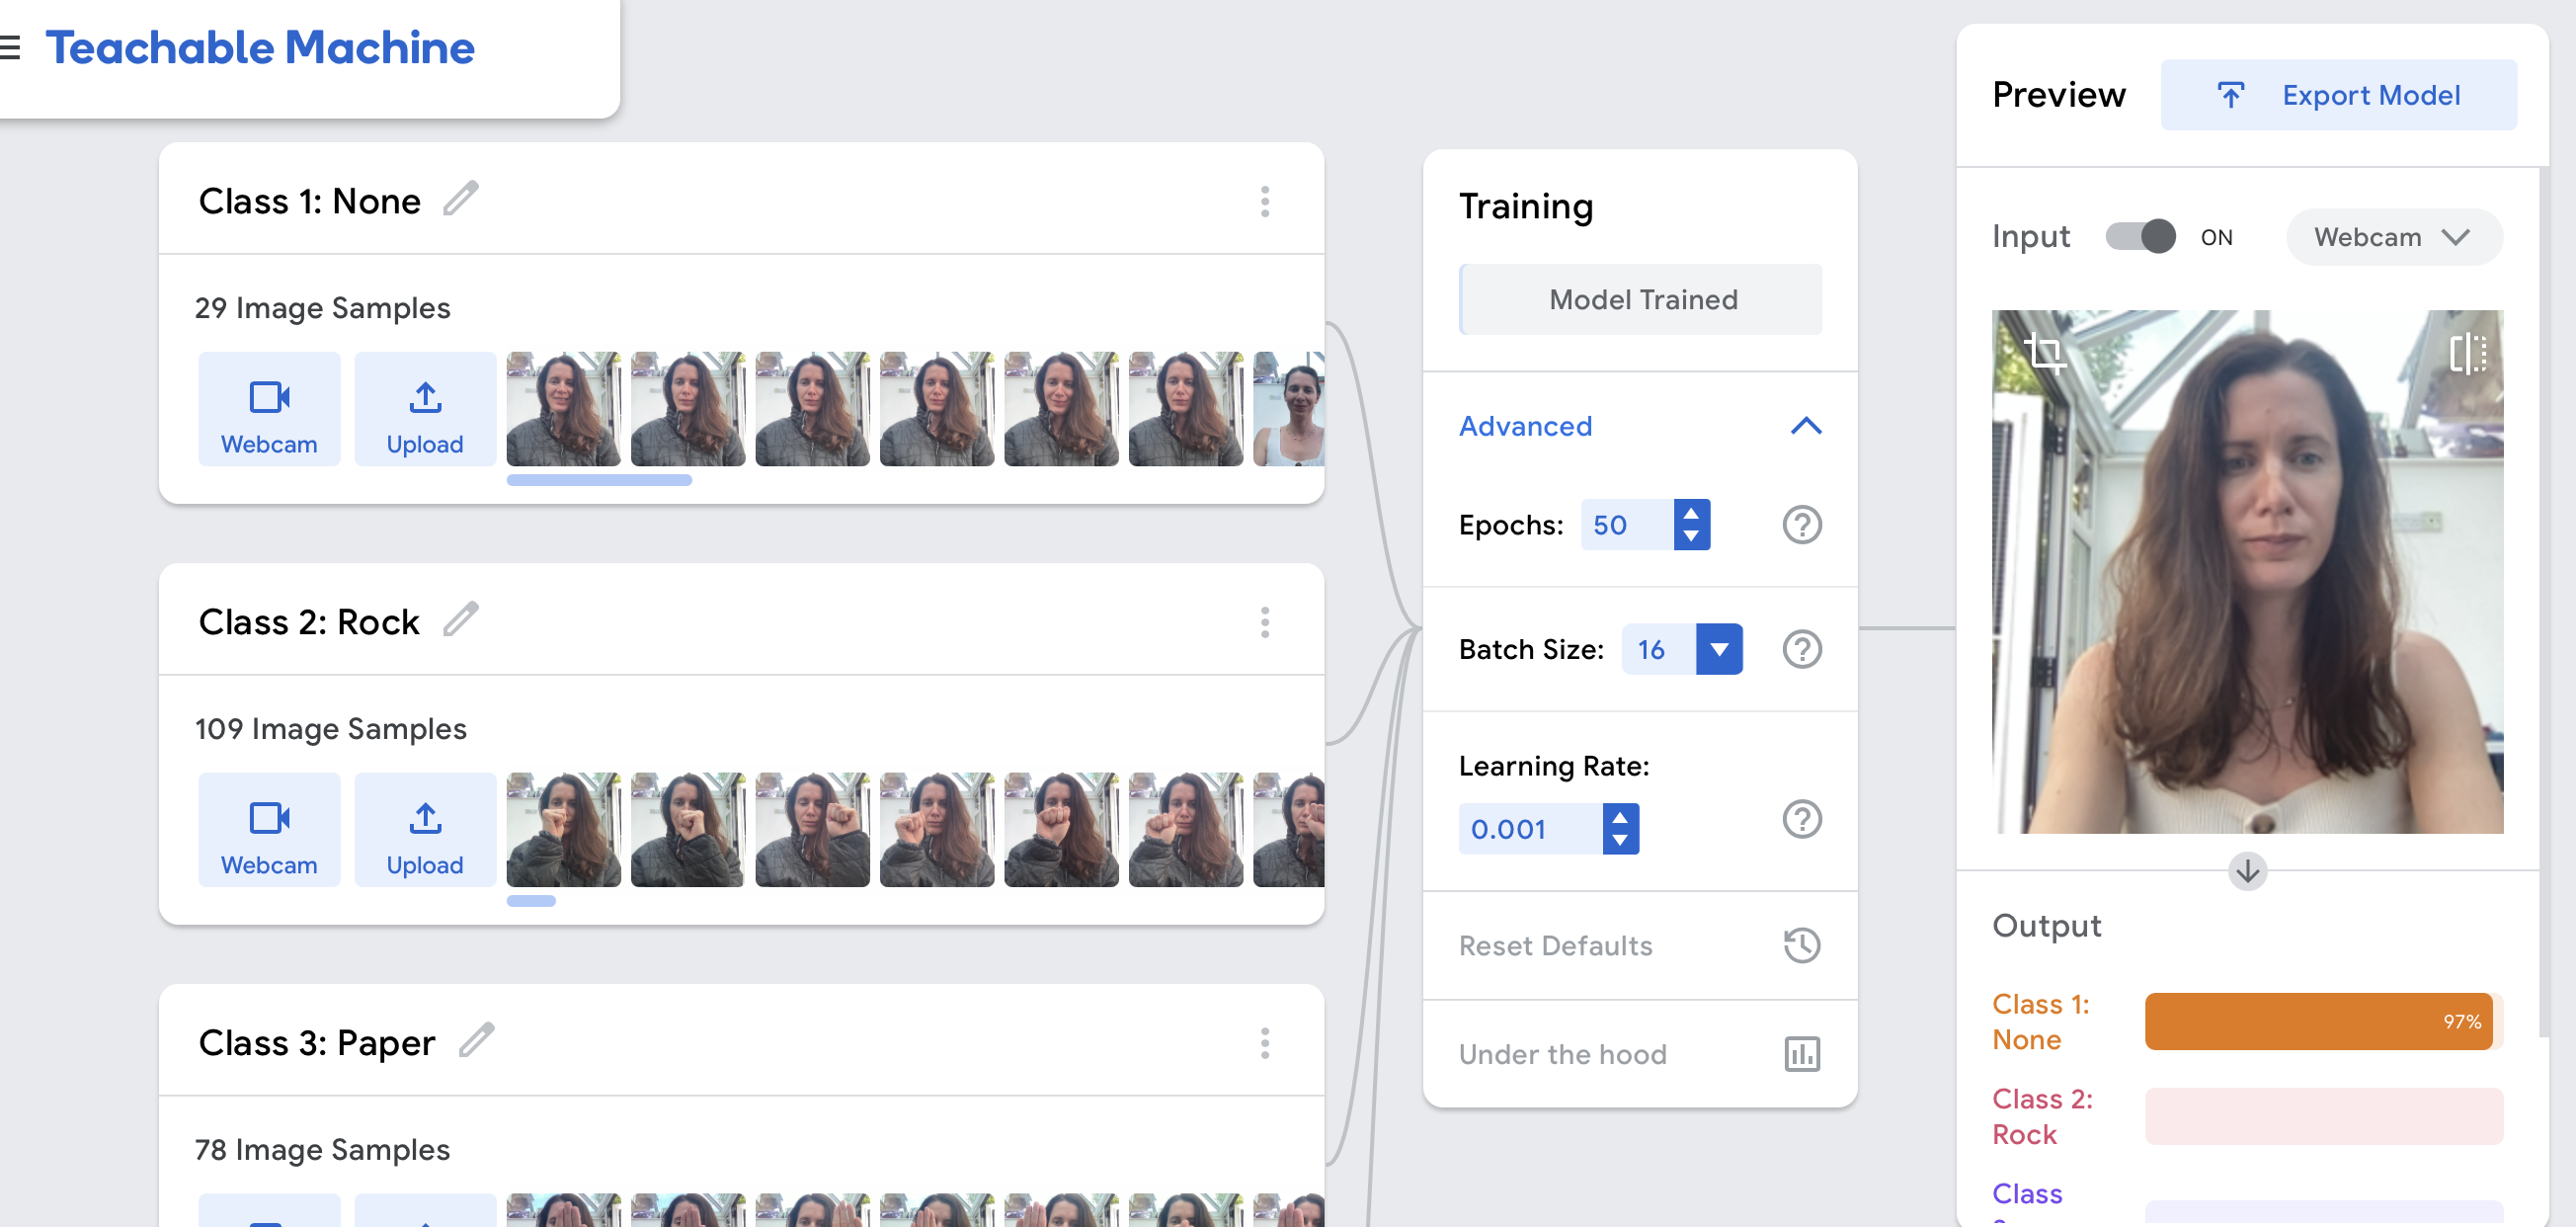 Teachable Machine
Class 1: None
29 Image Samples
Webcam
Upload
Class 2: Rock
109 Image Samples
Webcam
Upload
Class 3: Paper
78 Image Samples
Training
Model Trained
Advanced
Epochs: 50
Batch Size: 16
Learning Rate:
0.001
Reset Defaults
Under the hood
Preview
Export Model
Input ON Webcam
Output
Class 1:
None
97%
Class 2:
Rock
Class